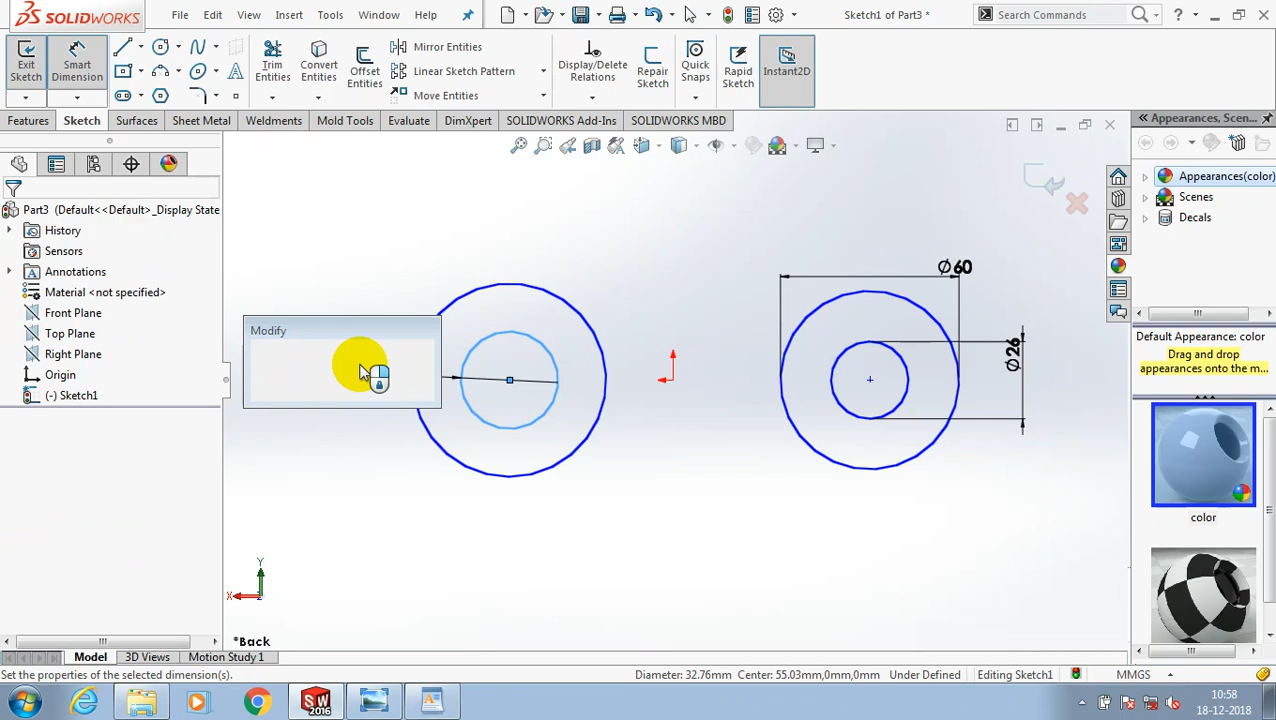 SOLIDWORKS File Edit View Insert Tools Window Help Sketch1 of Part3 * Search Commands ?
Exit Sketch Smart Dimension Trim Entities Convert Entities Offset Entities Mirror Entities Linear Sketch Pattern Move Entities Display/Delete Relations Repair Sketch Quick Snaps Rapid Sketch Instant2D
Features Sketch Surfaces Sheet Metal Weldments Mold Tools Evaluate DimXpert SOLIDWORKS Add-Ins SOLIDWORKS MBD
Appearances, Scen...
Part3 (Default<<Default>_Display State
History
Sensors
Annotations
Material <not specified>
Front Plane
Top Plane
Right Plane
Origin
(-) Sketch1
Modify
Ø60
Ø26
Y
X
Z
*Back
Appearances(color)
Scenes
Decals
Default Appearance: color
Drag and drop
appearances onto the m...
color
Model 3D Views Motion Study 1
Set the properties of the selected dimension(s). Diameter: 32.76mm Center: 55.03mm,0mm,0mm Under Defined Editing Sketch1 MMGS
SW
2016
10:58
18-12-2018